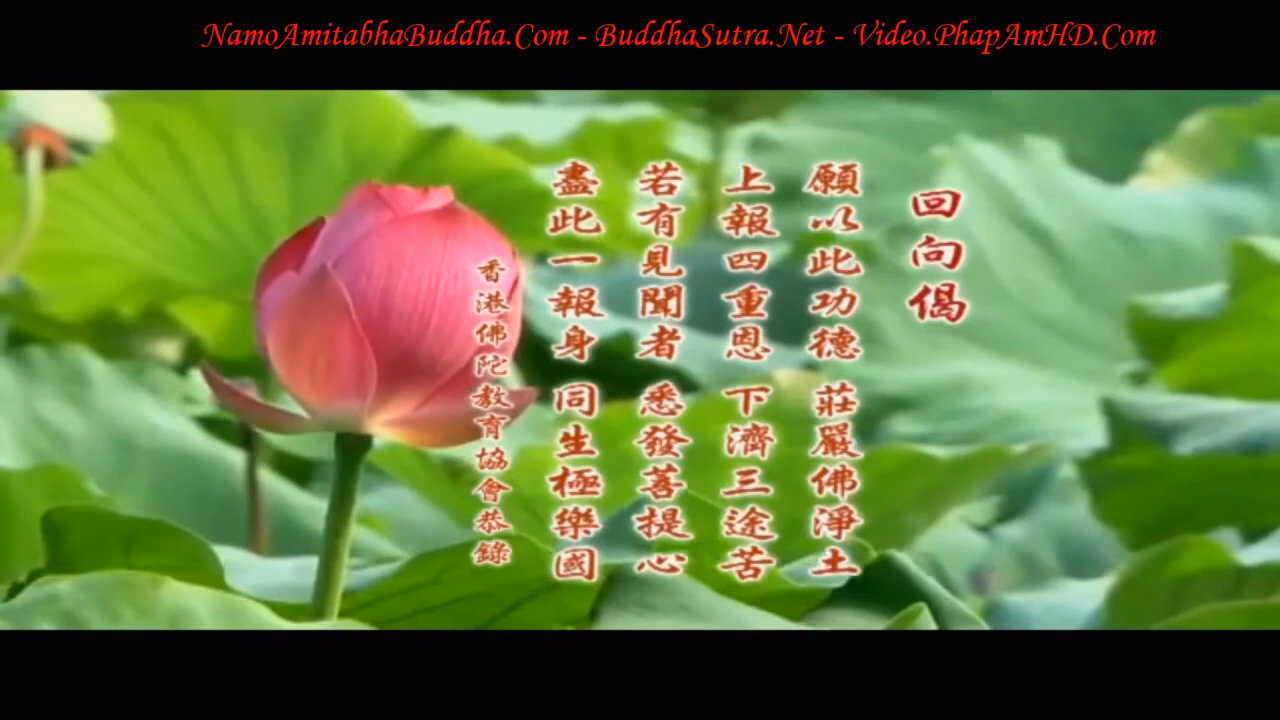 NamoAmitabhaBuddha.Com - BuddhaSutra.Net - Video.PhapAmHD.Com
回向偈
願以此功德 莊嚴佛淨土
上報四重恩 下濟三途苦
若有見聞者 悉發菩提心
盡此一報身 同生極樂國
香港佛陀教育協會恭錄